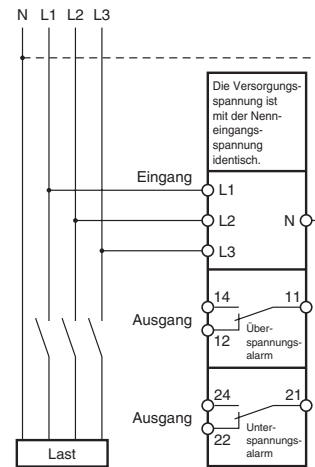 N L1 L2 L3
Die Versorgungs-
spannung ist
mit der Nenn-
eingangs-
spannung
identisch.
Eingang
L1
L2
N
L3
14
11
Ausgang
12
Über-
spannungs-
alarm
24
21
Ausgang
22
Unter-
spannungs-
alarm
Last